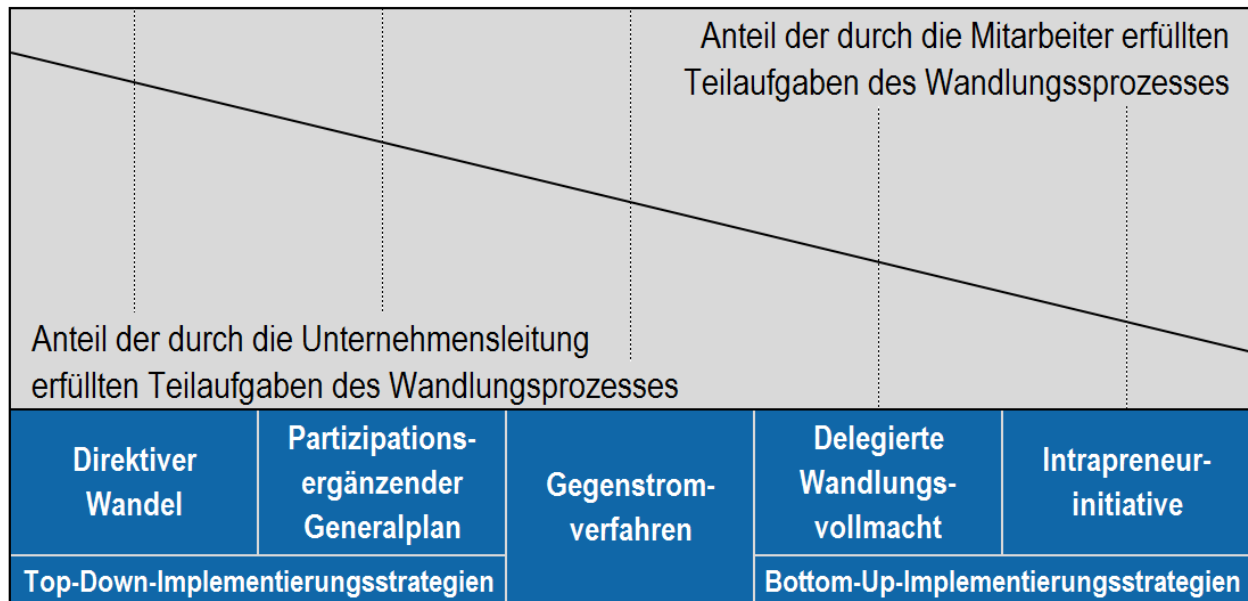 Anteil der durch die Mitarbeiter erfüllten
Teilaufgaben des Wandlungssprozesses
Anteil der durch die Unternehmensleitung
erfüllten Teilaufgaben des Wandlungsprozesses
Direktiver
Wandel
Partizipations-
ergänzender
Generalplan
Gegenstrom-
verfahren
Delegierte
Wandlungs-
vollmacht
Intrapreneur-
initiative
Top-Down-Implementierungsstrategien
Bottom-Up-Implementierungsstrategien